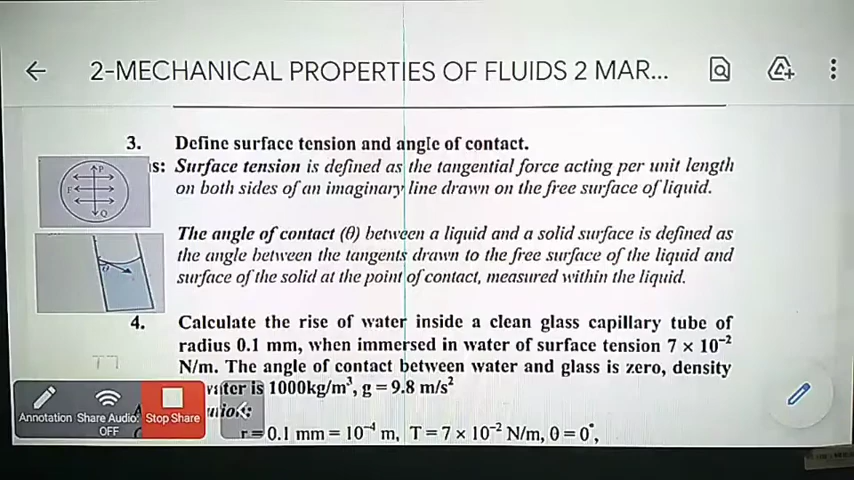 2-MECHANICAL PROPERTIES OF FLUIDS 2 MAR...
3. Define surface tension and angle of contact.
s: Surface tension is defined as the tangential force acting per unit length
on both sides of an imaginary line drawn on the free surface of liquid.
P
F
Q
The angle of contact (θ) between a liquid and a solid surface is defined as
the angle between the tangents drawn to the free surface of the liquid and
surface of the solid at the point of contact, measured within the liquid.
θ
4. Calculate the rise of water inside a clean glass capillary tube of
radius 0.1 mm, when immersed in water of surface tension 7 × 10⁻²
N/m. The angle of contact between water and glass is zero, density
water is 1000kg/m³, g = 9.8 m/s²
r = 0.1 mm = 10⁻⁴ m, T = 7 × 10⁻² N/m, θ = 0°,
Annotation Share Audio: Stop Share
OFF